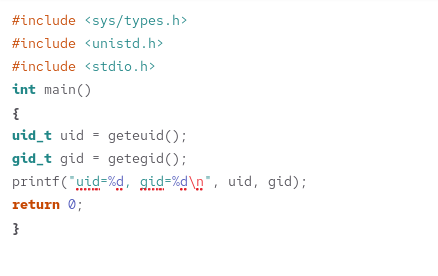 #include <sys/types.h>
#include <unistd.h>
#include <stdio.h>
int main()
{
uid_t uid = geteuid();
gid_t gid = getegid();
printf("uid=%d, gid=%d\n", uid, gid);
return 0;
}